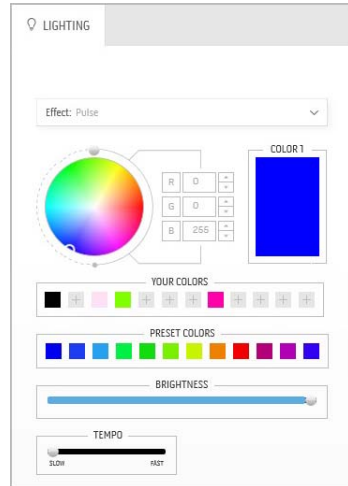 LIGHTING
Effect: Pulse
COLOR 1
R 0
G 0
B 255
YOUR COLORS
PRESET COLORS
BRIGHTNESS
TEMPO
SLOW FAST